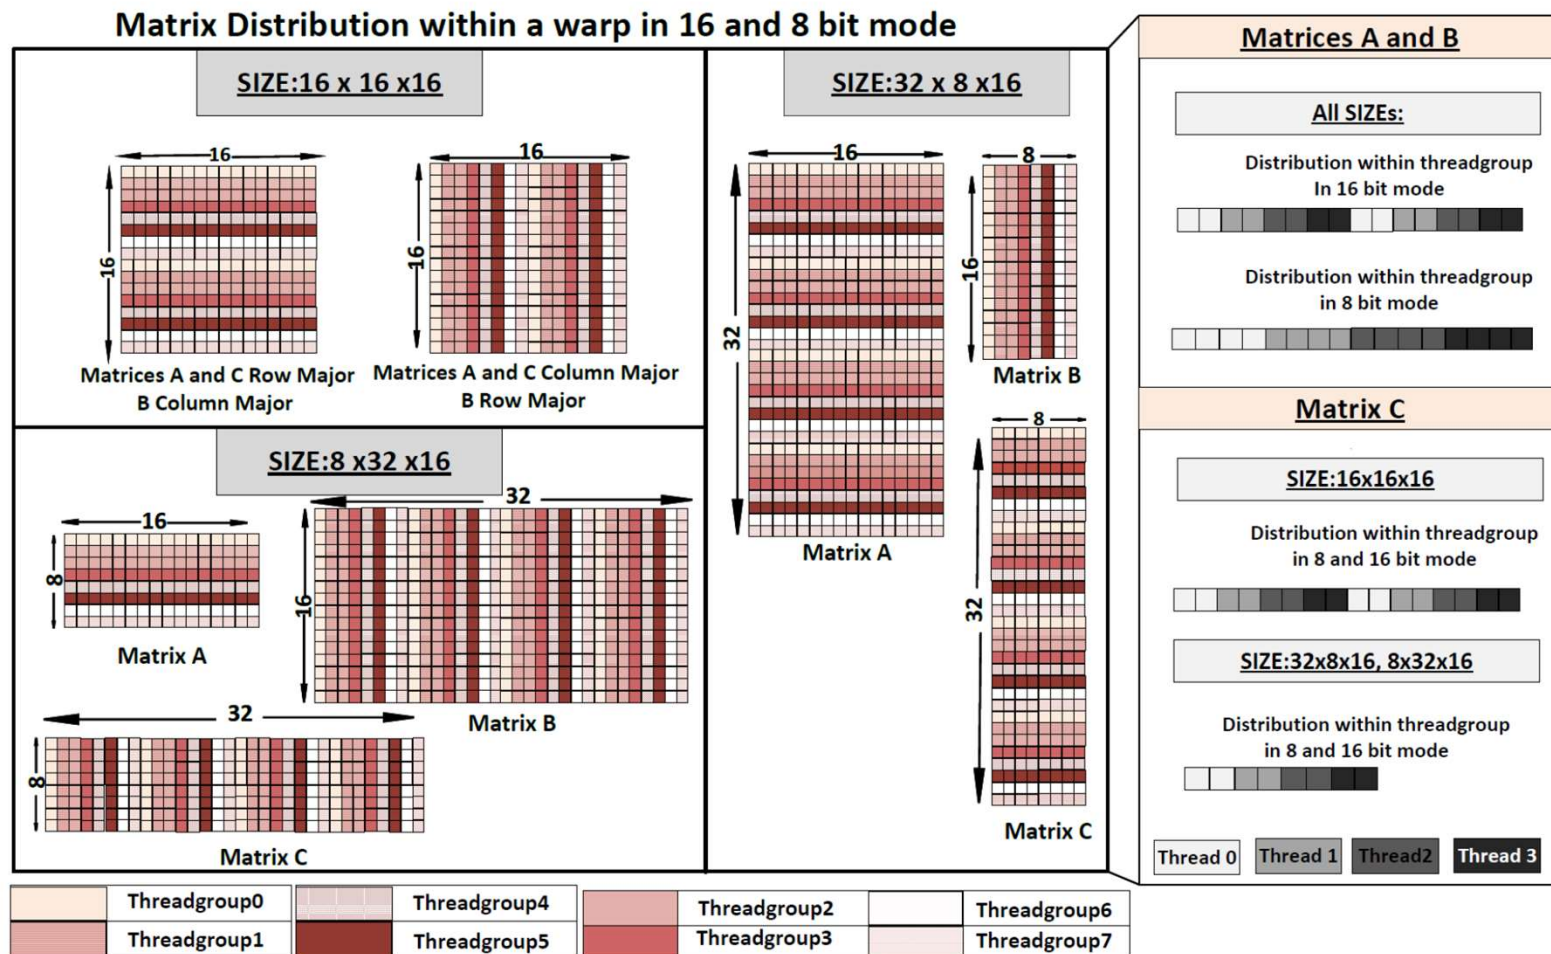 Matrix Distribution within a warp in 16 and 8 bit mode
SIZE:16 x 16 x16
16
16
Matrices A and C Row Major
B Column Major
16
16
Matrices A and C Column Major
B Row Major
SIZE:8 x32 x16
16
8
Matrix A
32
16
Matrix B
32
8
Matrix C
SIZE:32 x 8 x16
16
32
Matrix A
8
16
Matrix B
8
32
Matrix C
Matrices A and B
All SIZEs:
Distribution within threadgroup
In 16 bit mode
Distribution within threadgroup
in 8 bit mode
Matrix C
SIZE:16x16x16
Distribution within threadgroup
in 8 and 16 bit mode
SIZE:32x8x16, 8x32x16
Distribution within threadgroup
in 8 and 16 bit mode
Thread 0
Thread 1
Thread2
Thread 3
Threadgroup0
Threadgroup4
Threadgroup2
Threadgroup6
Threadgroup1
Threadgroup5
Threadgroup3
Threadgroup7